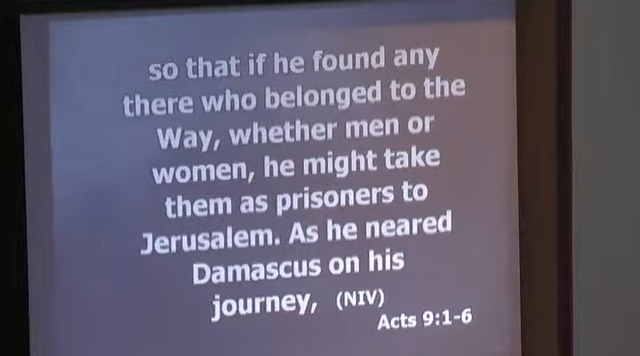 so that if he found any
there who belonged to the
Way, whether men or
women, he might take
them as prisoners to
Jerusalem. As he neared
Damascus on his
journey, (NIV)
Acts 9:1-6